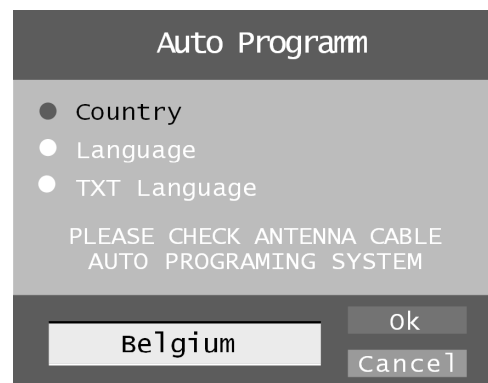 Auto Programm
Country
Language
TXT Language
PLEASE CHECK ANTENNA CABLE
AUTO PROGRAMING SYSTEM
Belgium
Ok
Cancel